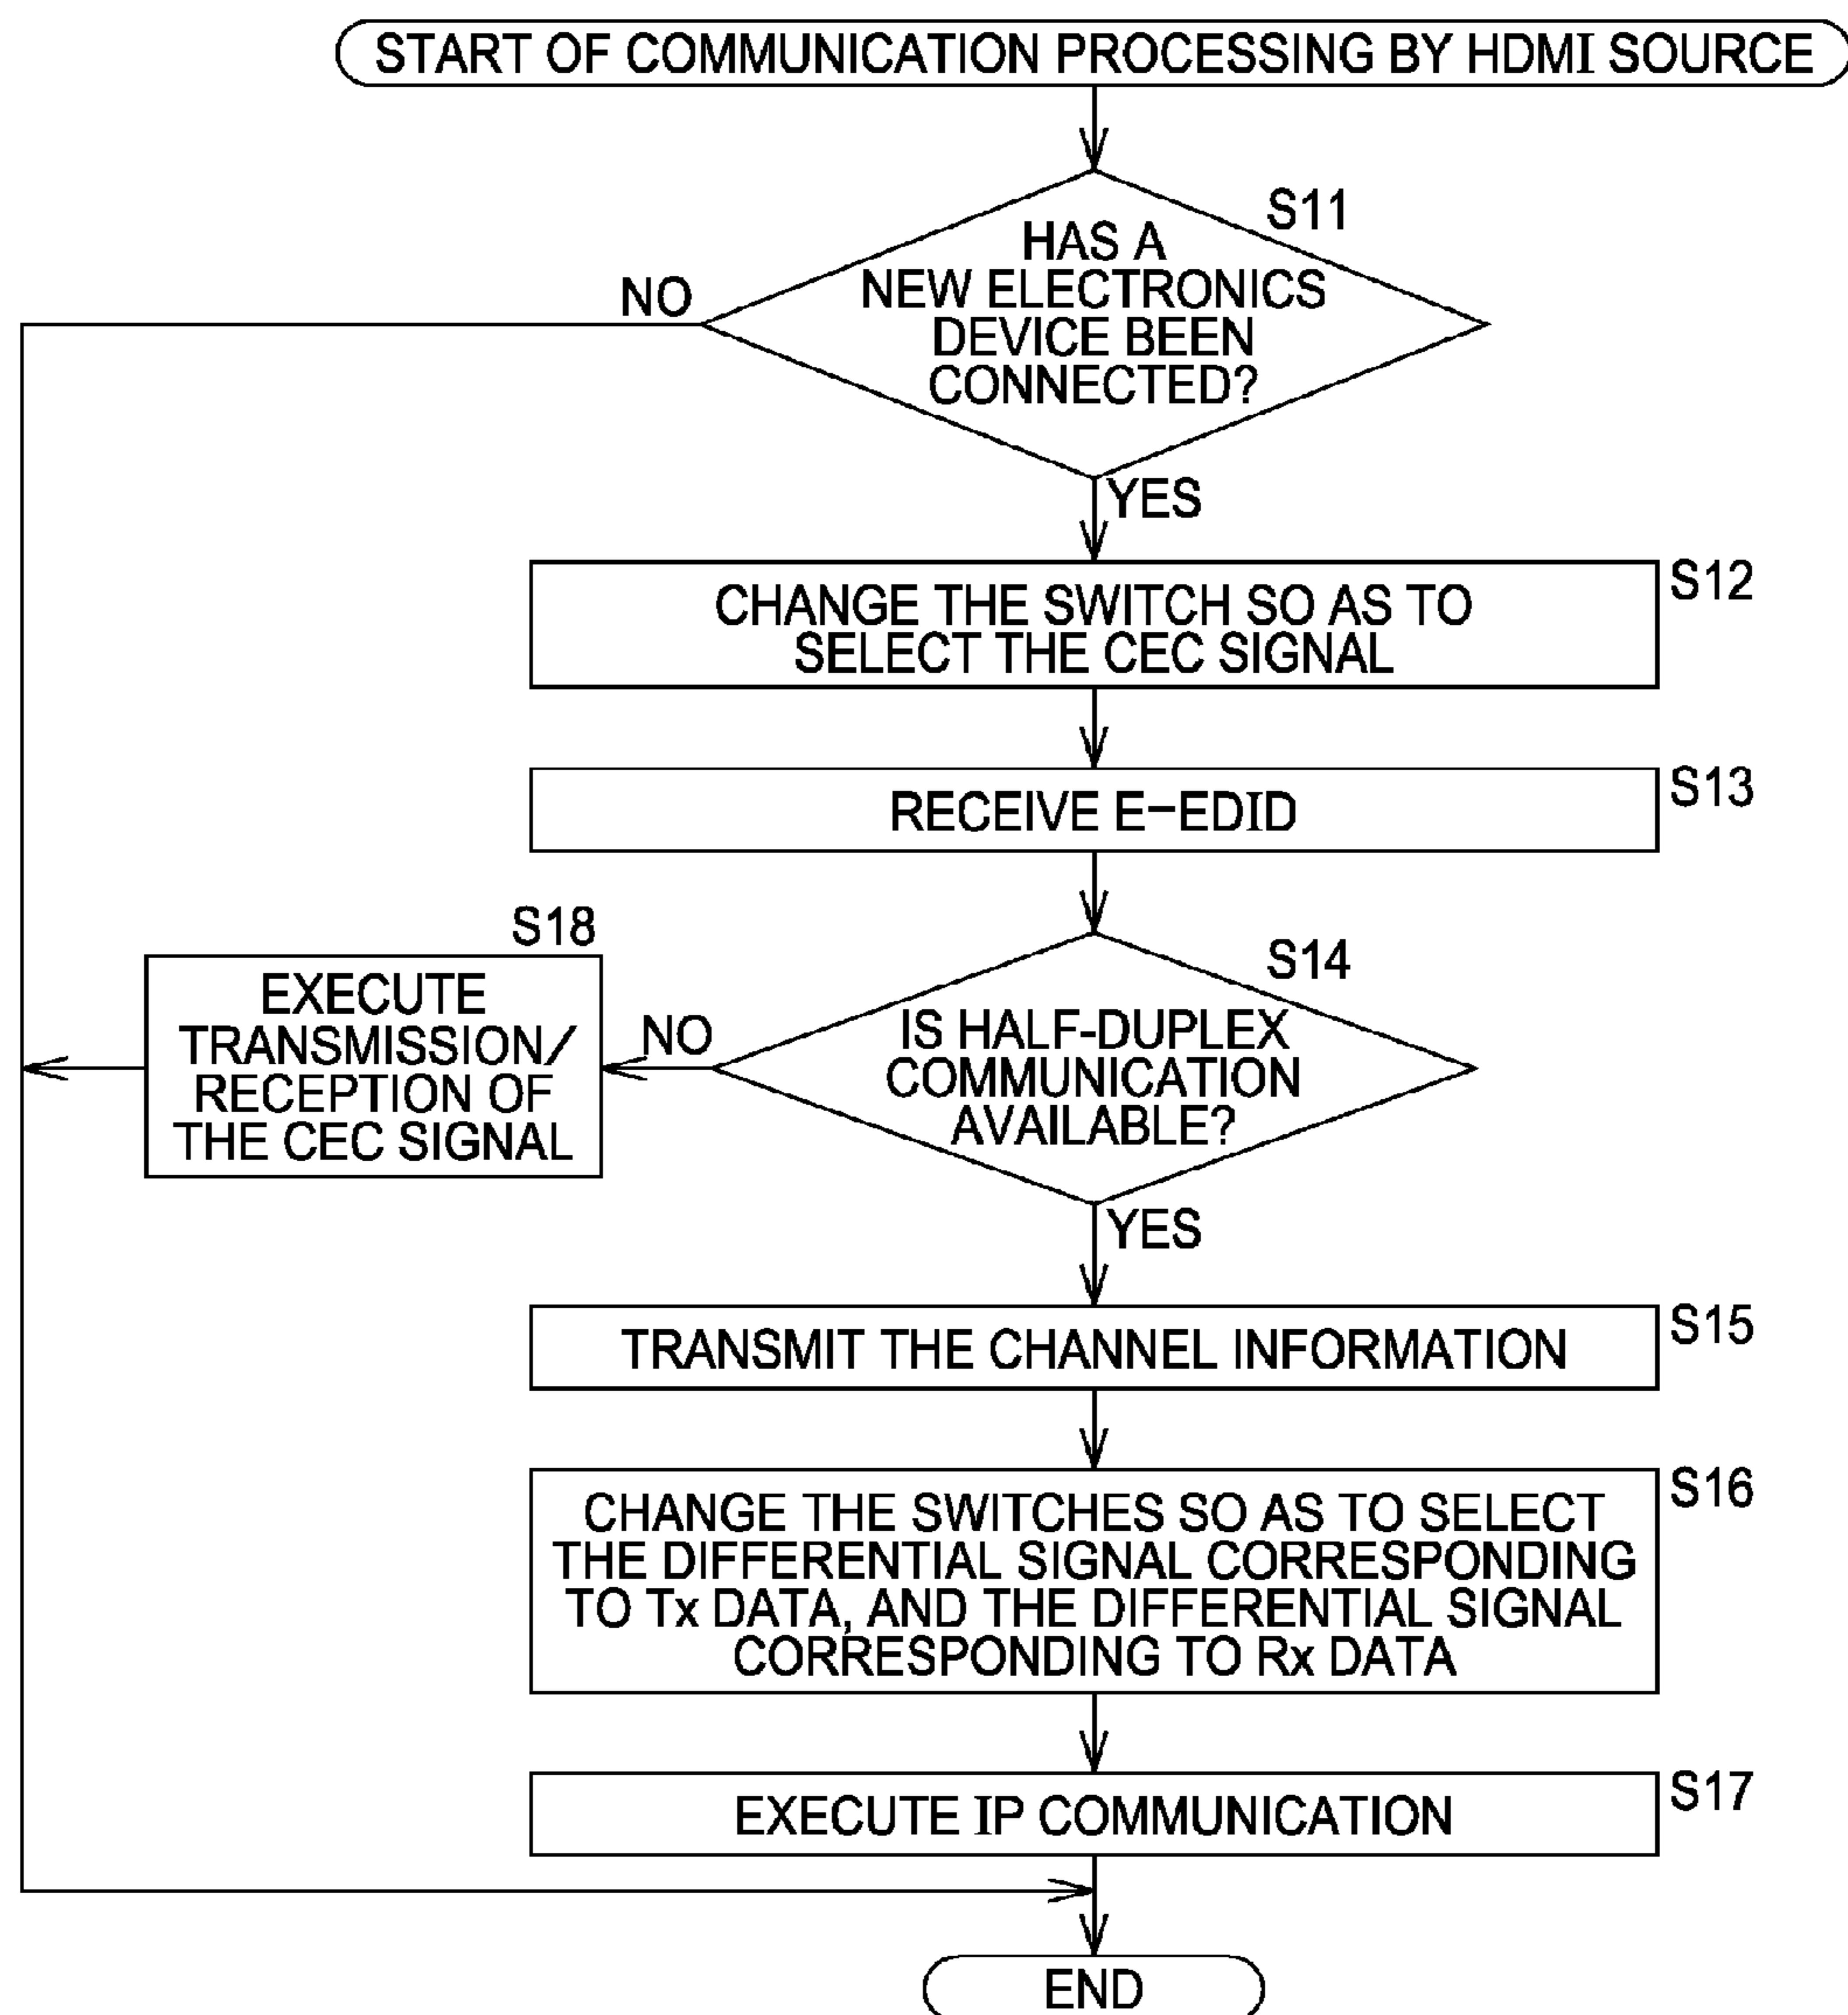 START OF COMMUNICATION PROCESSING BY HDMI SOURCE
S11
HAS A
NEW ELECTRONICS
DEVICE BEEN
CONNECTED?
NO
YES
S12
CHANGE THE SWITCH SO AS TO
SELECT THE CEC SIGNAL
S13
RECEIVE E-EDID
S14
IS HALF-DUPLEX
COMMUNICATION
AVAILABLE?
NO
S18
EXECUTE
TRANSMISSION/
RECEPTION OF
THE CEC SIGNAL
YES
S15
TRANSMIT THE CHANNEL INFORMATION
S16
CHANGE THE SWITCHES SO AS TO SELECT
THE DIFFERENTIAL SIGNAL CORRESPONDING
TO Tx DATA, AND THE DIFFERENTIAL SIGNAL
CORRESPONDING TO Rx DATA
S17
EXECUTE IP COMMUNICATION
END